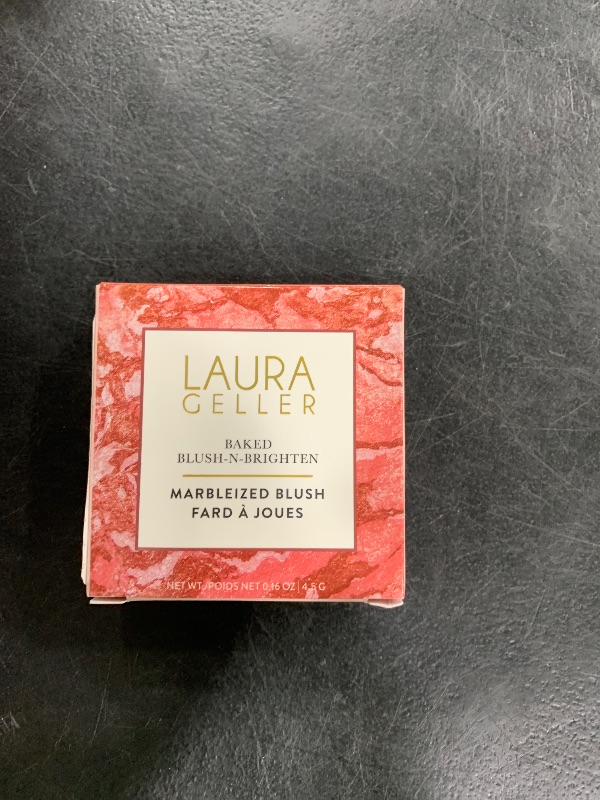 LAURA
GELLER
BAKED
BLUSH-N-BRIGHTEN
MARBLEIZED BLUSH
FARD À JOUES
NET WT./POIDS NET 0.16 OZ | 4.5 G